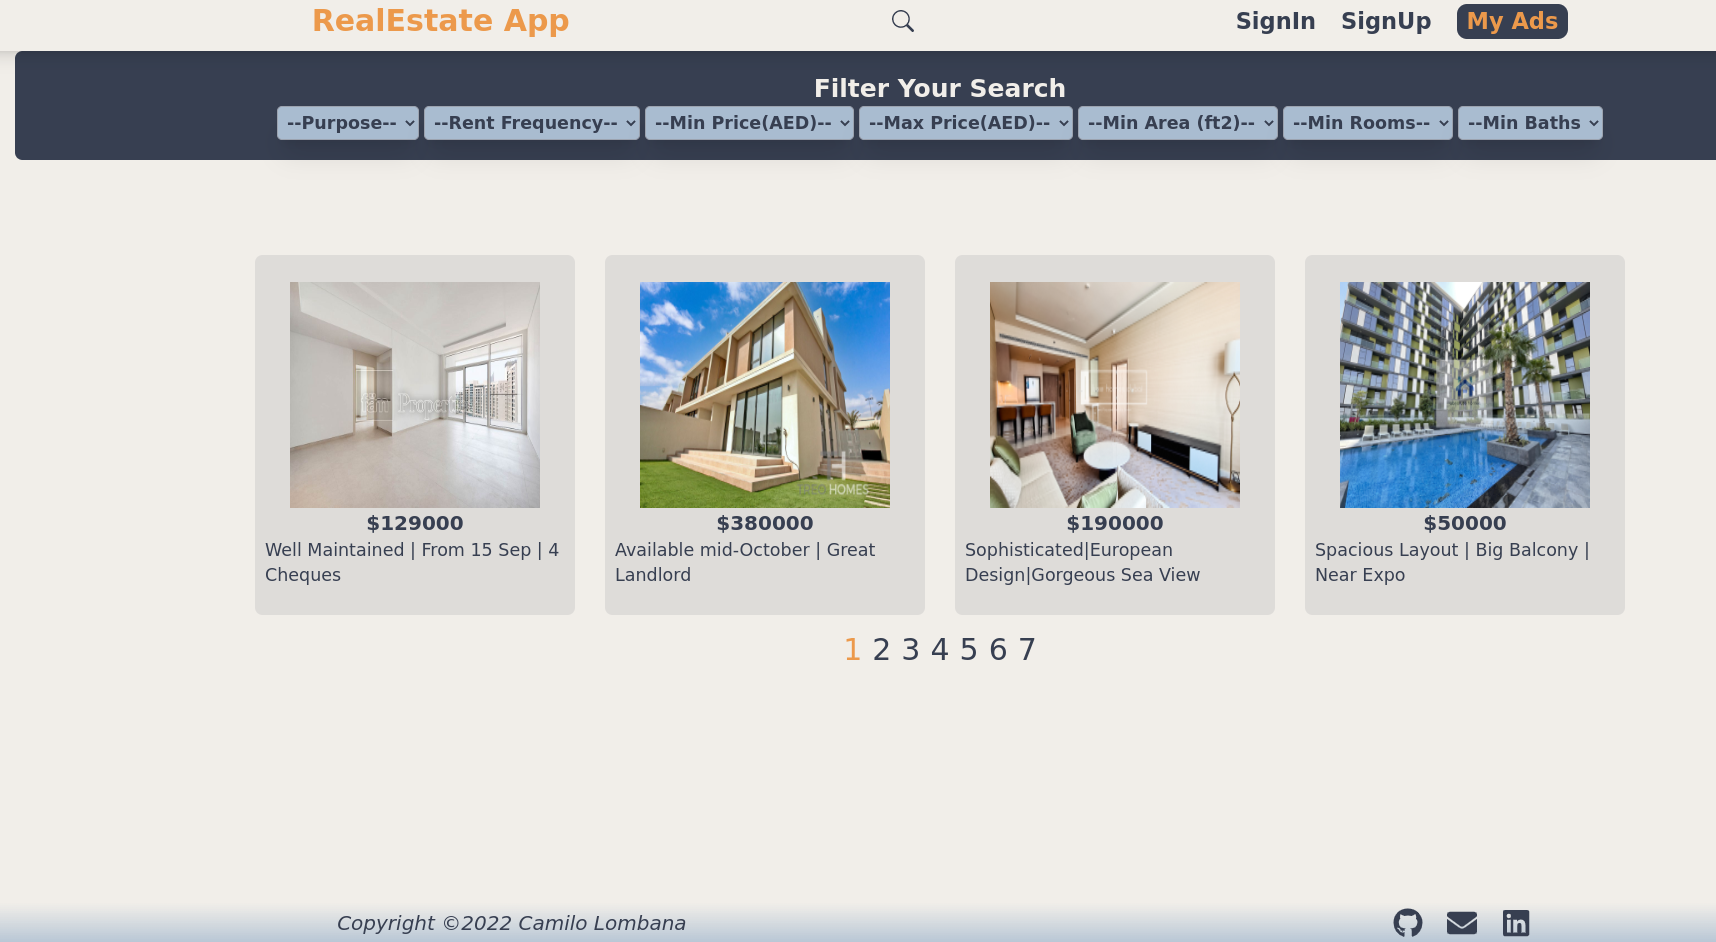 RealEstate App
SignIn SignUp My Ads
Filter Your Search
--Purpose-- --Rent Frequency-- --Min Price(AED)-- --Max Price(AED)-- --Min Area (ft2)-- --Min Rooms-- --Min Baths
fäm Properties
HOMES
$129000
Well Maintained | From 15 Sep | 4
Cheques
$380000
Available mid-October | Great
Landlord
$190000
Sophisticated|European
Design|Gorgeous Sea View
$50000
Spacious Layout | Big Balcony |
Near Expo
1 2 3 4 5 6 7
Copyright ©2022 Camilo Lombana